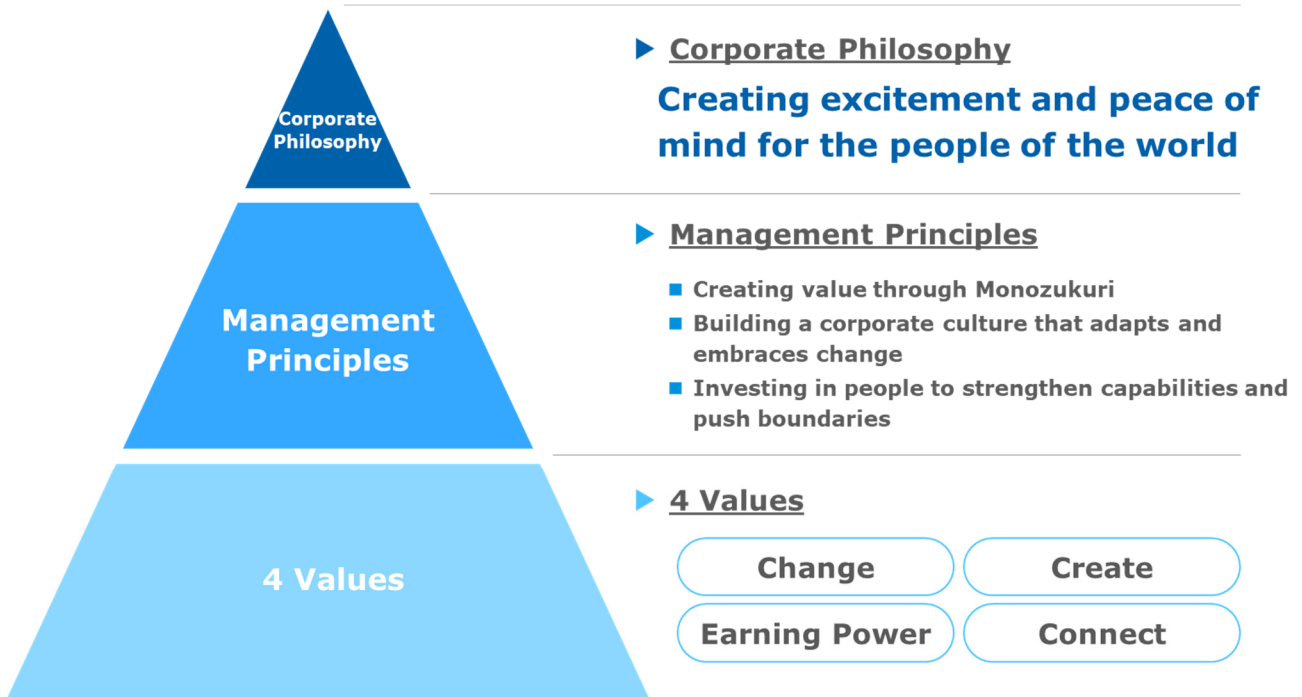 Corporate
Philosophy
Management
Principles
4 Values
Corporate Philosophy
Creating excitement and peace of
mind for the people of the world
Management Principles
Creating value through Monozukuri
Building a corporate culture that adapts and
embraces change
Investing in people to strengthen capabilities and
push boundaries
4 Values
Change
Create
Earning Power
Connect